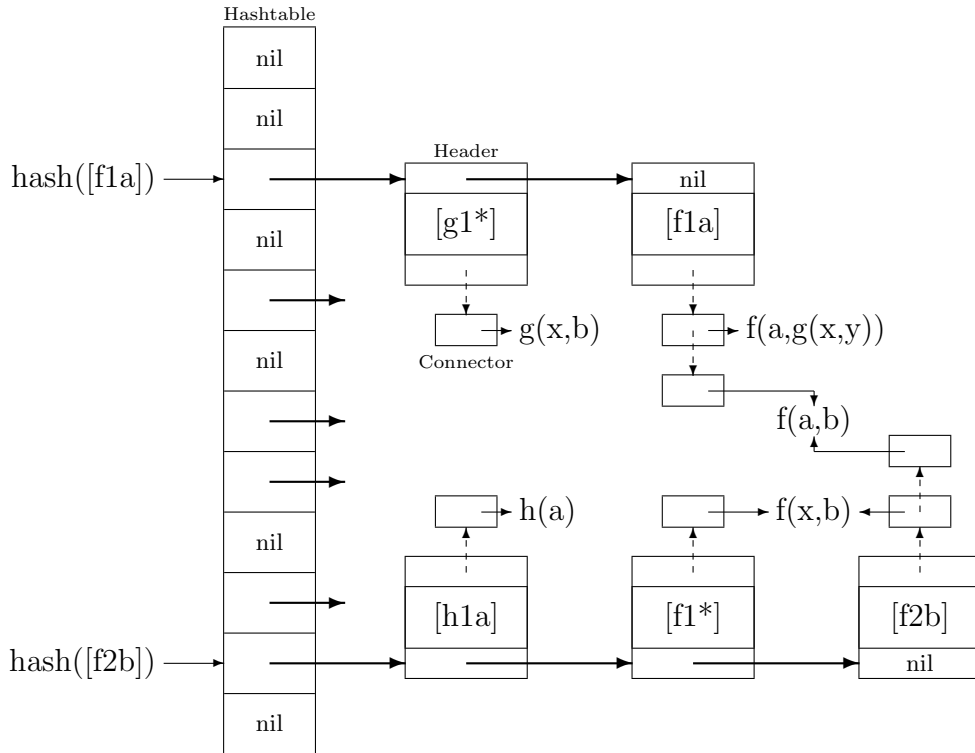 Hashtable
nil
nil
Header
hash([f1a])
nil
[g1*]
[f1a]
nil
g(x,b)
f(a,g(x,y))
nil
Connector
f(a,b)
h(a)
f(x,b)
nil
[h1a]
[f1*]
[f2b]
hash([f2b])
nil
nil